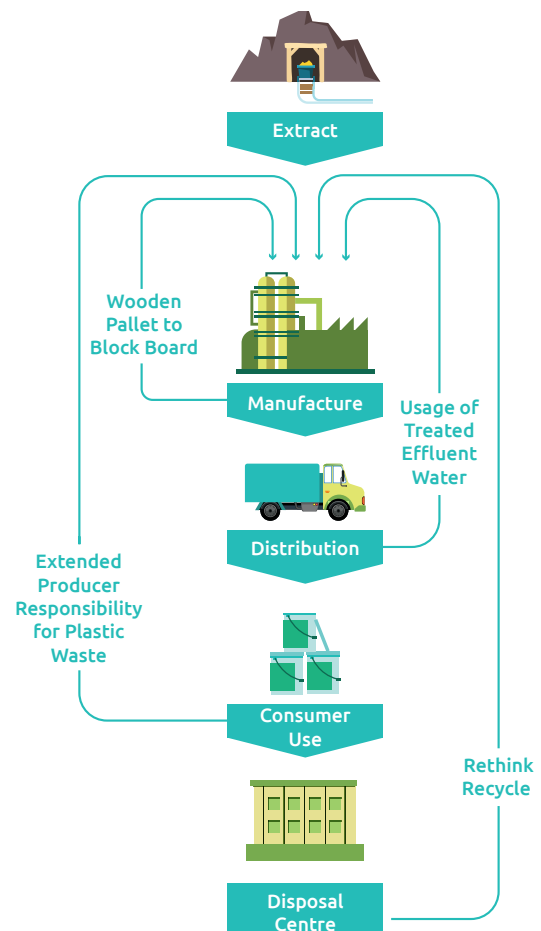 Extract
Wooden
Pallet to
Block Board
Manufacture
Usage of
Treated
Effluent
Water
Distribution
Extended
Producer
Responsibility
for Plastic
Waste
Consumer
Use
Rethink
Recycle
Disposal
Centre